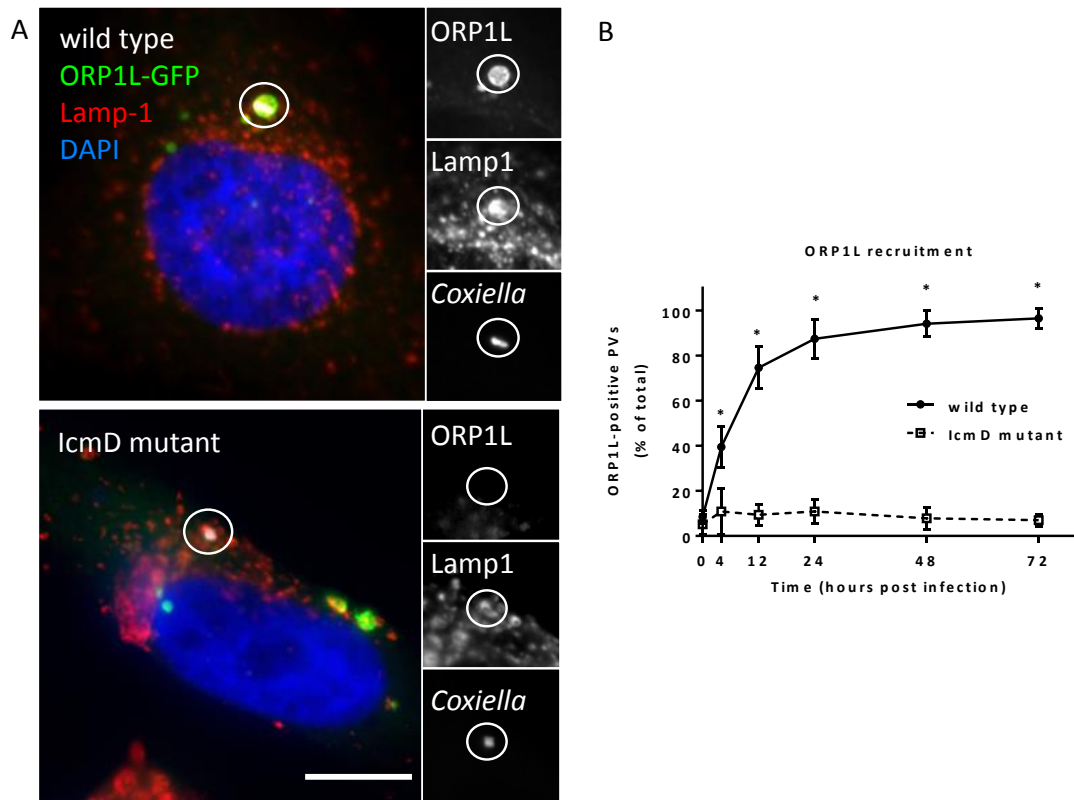 A
wild type
ORP1L-GFP
Lamp-1
DAPI
ORP1L
Lamp1
Coxiella
IcmD mutant
ORP1L
Lamp1
Coxiella
B
ORP1L recruitment
ORP1L-positive PVs
(% of total)
100
80
60
40
20
0
* * * * *
wild type
IcmD mutant
0 4 12 24 48 72
Time (hours post infection)